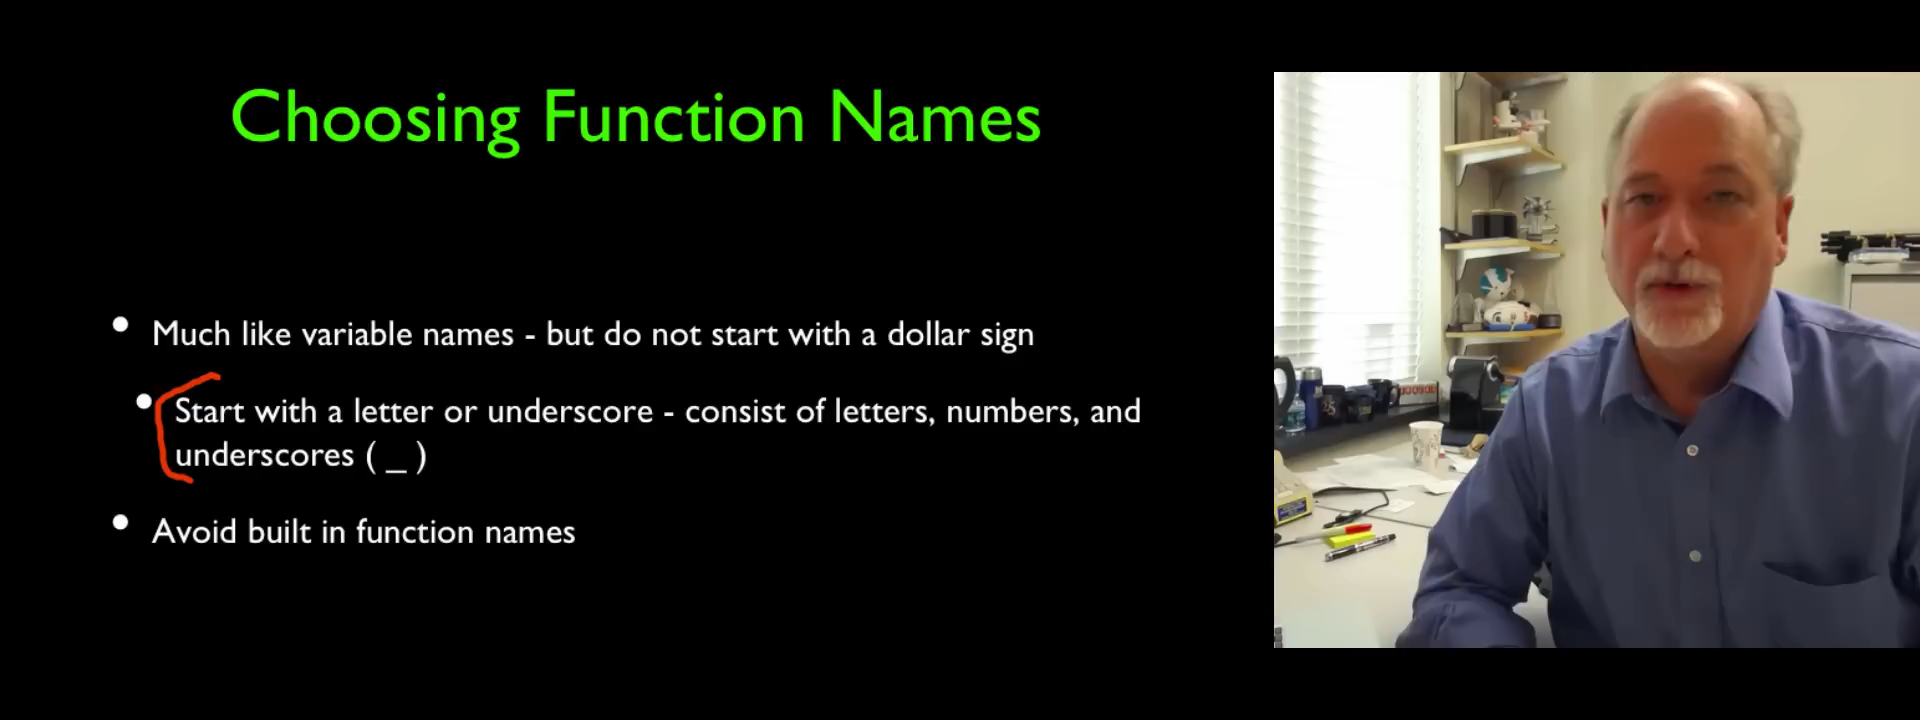 Choosing Function Names
• Much like variable names - but do not start with a dollar sign
• Start with a letter or underscore - consist of letters, numbers, and
underscores ( _ )
• Avoid built in function names